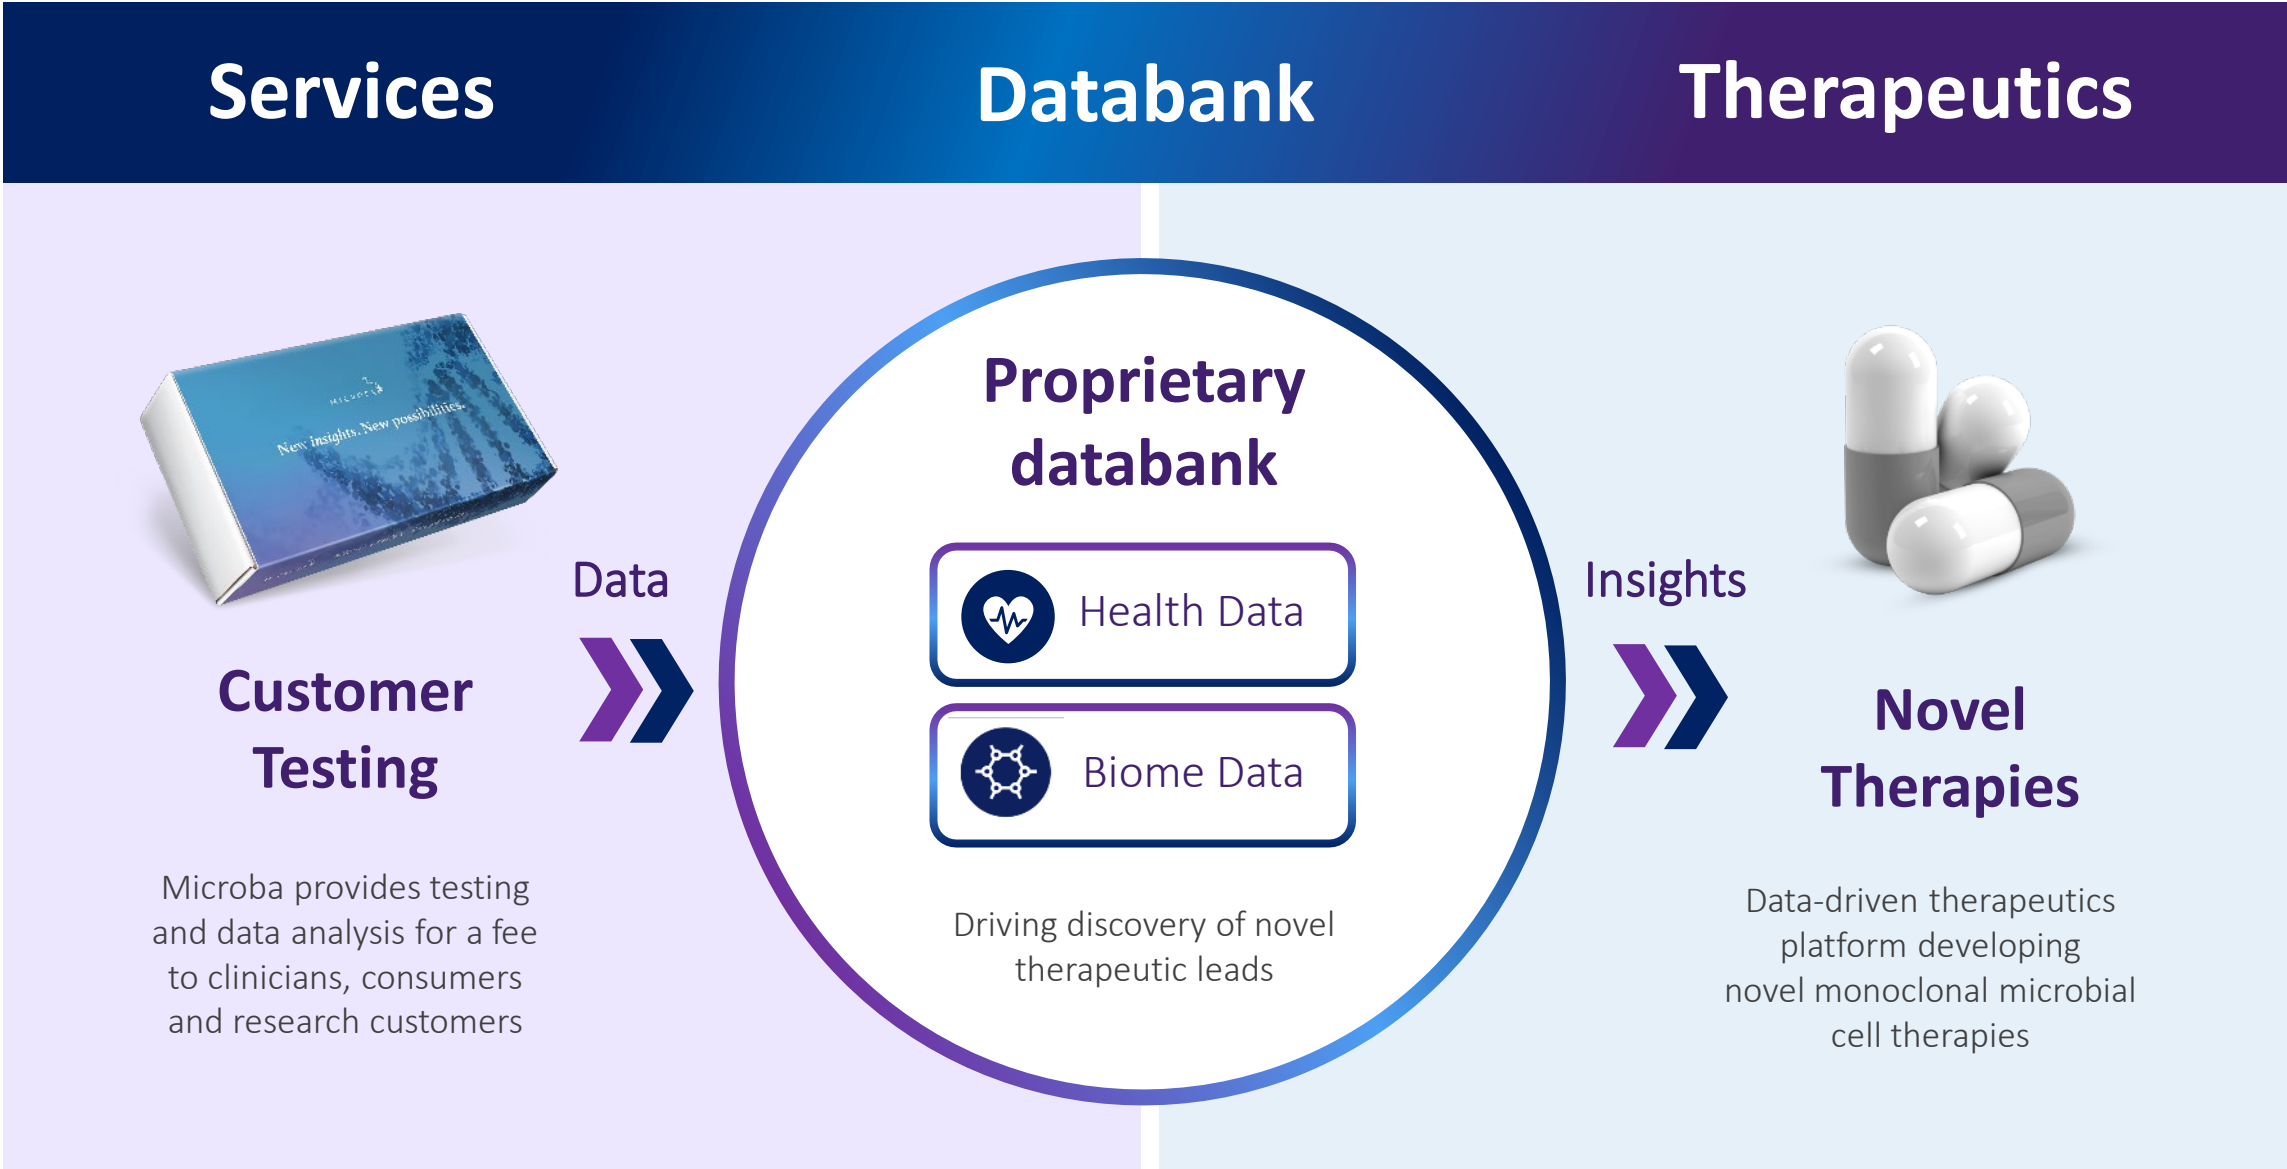 Services
Databank
Therapeutics
MICROBA
New insights. New possibilities.
Customer
Testing
Microba provides testing
and data analysis for a fee
to clinicians, consumers
and research customers
Data
Proprietary
databank
Health Data
Biome Data
Driving discovery of novel
therapeutic leads
Insights
Novel
Therapies
Data-driven therapeutics
platform developing
novel monoclonal microbial
cell therapies